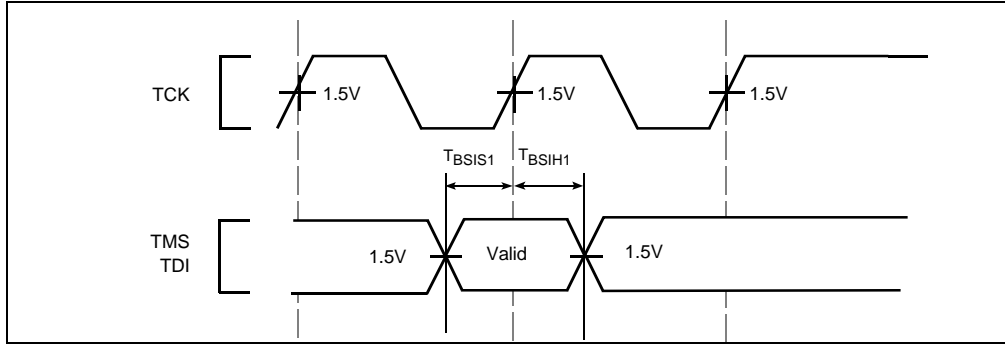 TCK
1.5V
1.5V
1.5V
TBSIS1
TBSIH1
TMS
TDI
1.5V
Valid
1.5V